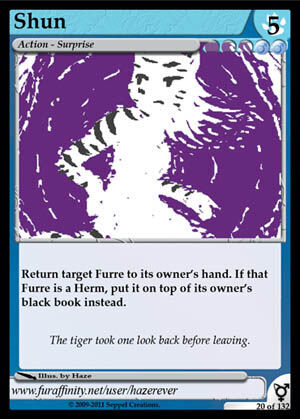 Shun
5
Action - Surprise
Return target Furre to its owner's hand. If that
Furre is a Herm, put it on top of its owner's
black book instead.
The tiger took one look back before leaving.
Illus. by Haze
www.furaffinity.net/user/hazerever
© 2009-2011 Seppel Creations.
20 of 132